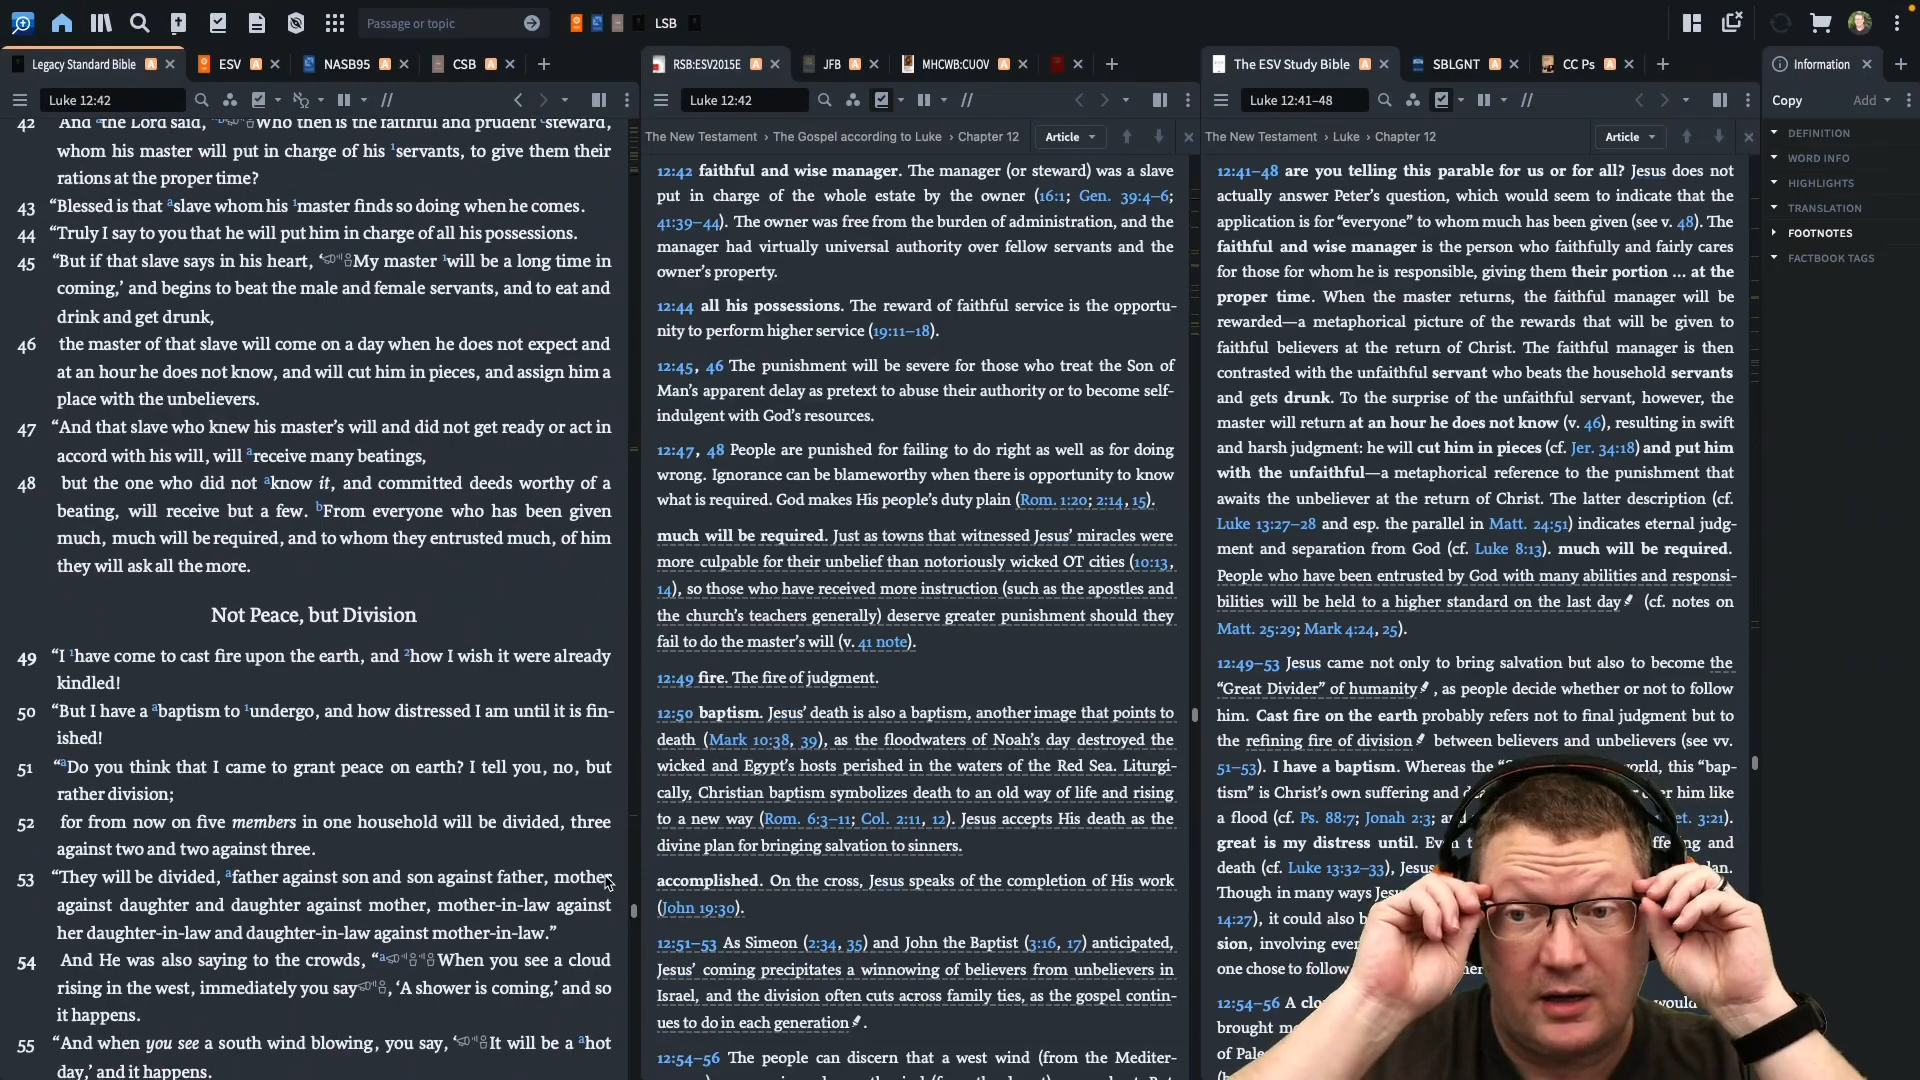 Passage or topic
LSB
Legacy Standard Bible
A
ESV
A
NASB95
A
CSB
A
Luke 12:42
42 And athe Lord said, “Who then is the faithful and prudent csteward,
whom his master will put in charge of his 1servants, to give them their
rations at the proper time?
43 “Blessed is that aslave whom his 1master finds so doing when he comes.
44 “Truly I say to you that he will put him in charge of all his possessions.
45 “But if that slave says in his heart, ‘My master 1will be a long time in
coming,’ and begins to beat the male and female servants, and to eat and
drink and get drunk,
46 the master of that slave will come on a day when he does not expect and
at an hour he does not know, and will cut him in pieces, and assign him a
place with the unbelievers.
47 “And that slave who knew his master’s will and did not get ready or act in
accord with his will, will areceive many beatings,
48 but the one who did not aknow it, and committed deeds worthy of a
beating, will receive but a few. bFrom everyone who has been given
much, much will be required, and to whom they entrusted much, of him
they will ask all the more.
Not Peace, but Division
49 “I 1have come to cast fire upon the earth, and 2how I wish it were already
kindled!
50 “But I have a abaptism to 1undergo, and how distressed I am until it is fin-
ished!
51 “aDo you think that I came to grant peace on earth? I tell you, no, but
rather division;
52 for from now on five members in one household will be divided, three
against two and two against three.
53 “They will be divided, afather against son and son against father, mother
against daughter and daughter against mother, mother-in-law against
her daughter-in-law and daughter-in-law against mother-in-law.”
54 And He was also saying to the crowds, “aWhen you see a cloud
rising in the west, immediately you say, ‘A shower is coming,’ and so
it happens.
55 “And when you see a south wind blowing, you say, ‘It will be a ahot
day,’ and it happens.
RSB:ESV2015E
A
JFB
A
MHCWB:CUOV
A
Luke 12:42
The New Testament › The Gospel according to Luke › Chapter 12
Article
12:42 faithful and wise manager. The manager (or steward) was a slave
put in charge of the whole estate by the owner (16:1; Gen. 39:4–6;
41:39–44). The owner was free from the burden of administration, and the
manager had virtually universal authority over fellow servants and the
owner’s property.
12:44 all his possessions. The reward of faithful service is the opportu-
nity to perform higher service (19:11–18).
12:45, 46 The punishment will be severe for those who treat the Son of
Man’s apparent delay as pretext to abuse their authority or to become self-
indulgent with God’s resources.
12:47, 48 People are punished for failing to do right as well as for doing
wrong. Ignorance can be blameworthy when there is opportunity to know
what is required. God makes His people’s duty plain (Rom. 1:20; 2:14, 15).
much will be required. Just as towns that witnessed Jesus’ miracles were
more culpable for their unbelief than notoriously wicked OT cities (10:13,
14), so those who have received more instruction (such as the apostles and
the church’s teachers generally) deserve greater punishment should they
fail to do the master’s will (v. 41 note).
12:49 fire. The fire of judgment.
12:50 baptism. Jesus’ death is also a baptism, another image that points to
death (Mark 10:38, 39), as the floodwaters of Noah’s day destroyed the
wicked and Egypt’s hosts perished in the waters of the Red Sea. Liturgi-
cally, Christian baptism symbolizes death to an old way of life and rising
to a new way (Rom. 6:3–11; Col. 2:11, 12). Jesus accepts His death as the
divine plan for bringing salvation to sinners.
accomplished. On the cross, Jesus speaks of the completion of His work
(John 19:30).
12:51–53 As Simeon (2:34, 35) and John the Baptist (3:16, 17) anticipated,
Jesus’ coming precipitates a winnowing of believers from unbelievers in
Israel, and the division often cuts across family ties, as the gospel contin-
ues to do in each generation.
12:54–56 The people can discern that a west wind (from the Mediter-
The ESV Study Bible
A
SBLGNT
A
CC Ps
A
Luke 12:41–48
The New Testament › Luke › Chapter 12
Article
12:41–48 are you telling this parable for us or for all? Jesus does not
actually answer Peter’s question, which would seem to indicate that the
application is for “everyone” to whom much has been given (see v. 48). The
faithful and wise manager is the person who faithfully and fairly cares
for those for whom he is responsible, giving them their portion ... at the
proper time. When the master returns, the faithful manager will be
rewarded—a metaphorical picture of the rewards that will be given to
faithful believers at the return of Christ. The faithful manager is then
contrasted with the unfaithful servant who beats the household servants
and gets drunk. To the surprise of the unfaithful servant, however, the
master will return at an hour he does not know (v. 46), resulting in swift
and harsh judgment: he will cut him in pieces (cf. Jer. 34:18) and put him
with the unfaithful—a metaphorical reference to the punishment that
awaits the unbeliever at the return of Christ. The latter description (cf.
Luke 13:27–28 and esp. the parallel in Matt. 24:51) indicates eternal judg-
ment and separation from God (cf. Luke 8:13). much will be required.
People who have been entrusted by God with many abilities and responsi-
bilities will be held to a higher standard on the last day (cf. notes on
Matt. 25:29; Mark 4:24, 25).
12:49–53 Jesus came not only to bring salvation but also to become the
“Great Divider” of humanity, as people decide whether or not to follow
him. Cast fire on the earth probably refers not to final judgment but to
the refining fire of division between believers and unbelievers (see vv.
51–53). I have a baptism. Whereas the world, this “bap-
tism” is Christ’s own suffering and over him like
a flood (cf. Ps. 88:7; Jonah 2:3; 3:21).
great is my distress until. and
death (cf. Luke 13:32–33), Jesus
Though in many ways
14:27), it could also
sion, involving
one chose to follow
12:54–56 A would
brought
of
Information
Copy
Add
DEFINITION
WORD INFO
HIGHLIGHTS
TRANSLATION
FOOTNOTES
FACTBOOK TAGS